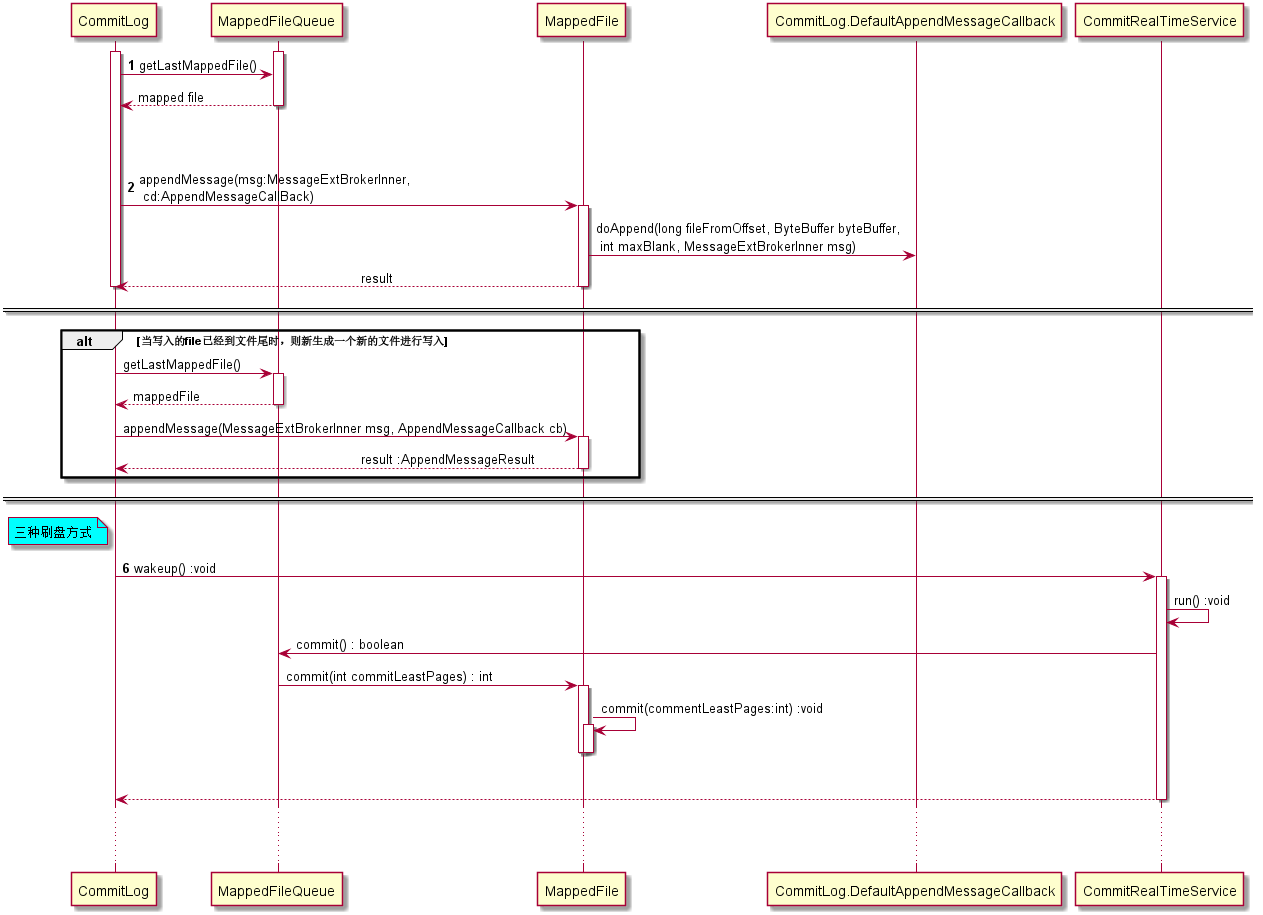 CommitLog
MappedFileQueue
MappedFile
CommitLog.DefaultAppendMessageCallback
CommitRealTimeService
1 getLastMappedFile()
mapped file
2 appendMessage(msg:MessageExtBrokerInner,
cd:AppendMessageCallBack)
doAppend(long fileFromOffset, ByteBuffer byteBuffer,
int maxBlank, MessageExtBrokerInner msg)
result
alt
[当写入的file已经到文件尾时，则新生成一个新的文件进行写入]
getLastMappedFile()
mappedFile
appendMessage(MessageExtBrokerInner msg, AppendMessageCallback cb)
result :AppendMessageResult
三种刷盘方式
6 wakeup() :void
run() :void
commit() : boolean
commit(int commitLeastPages) : int
commit(commentLeastPages:int) :void
CommitLog
MappedFileQueue
MappedFile
CommitLog.DefaultAppendMessageCallback
CommitRealTimeService